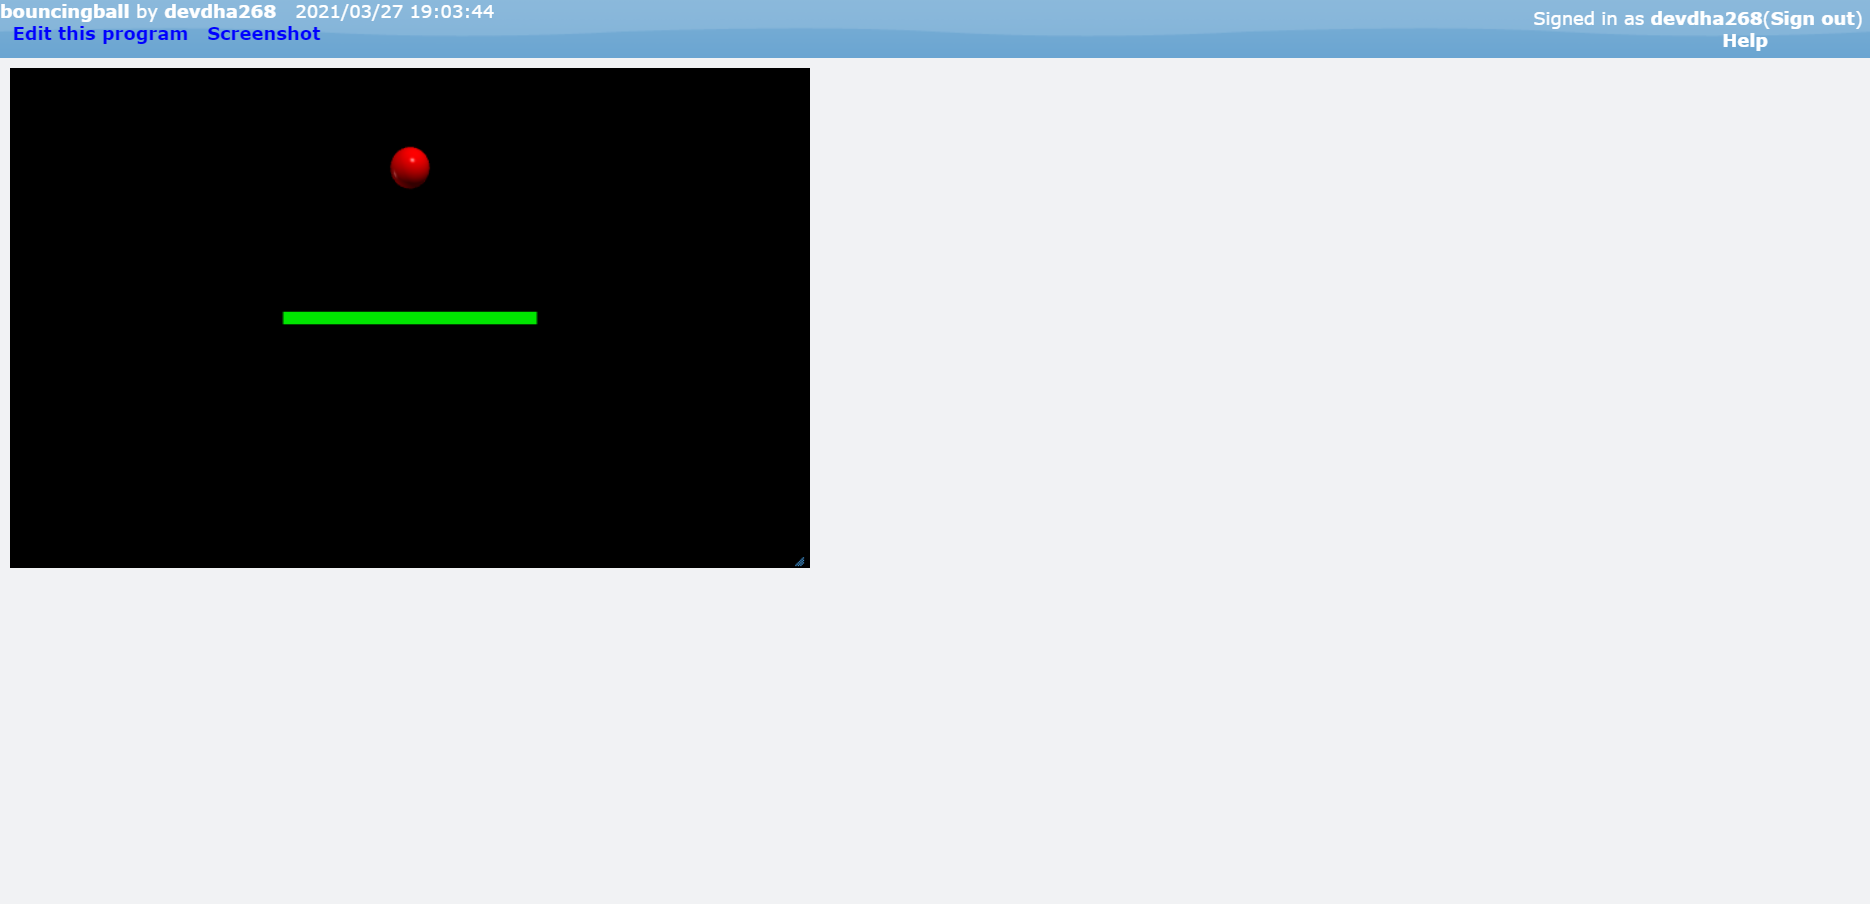 bouncingball by devdha268 2021/03/27 19:03:44
Edit this program Screenshot
Signed in as devdha268(Sign out)
Help